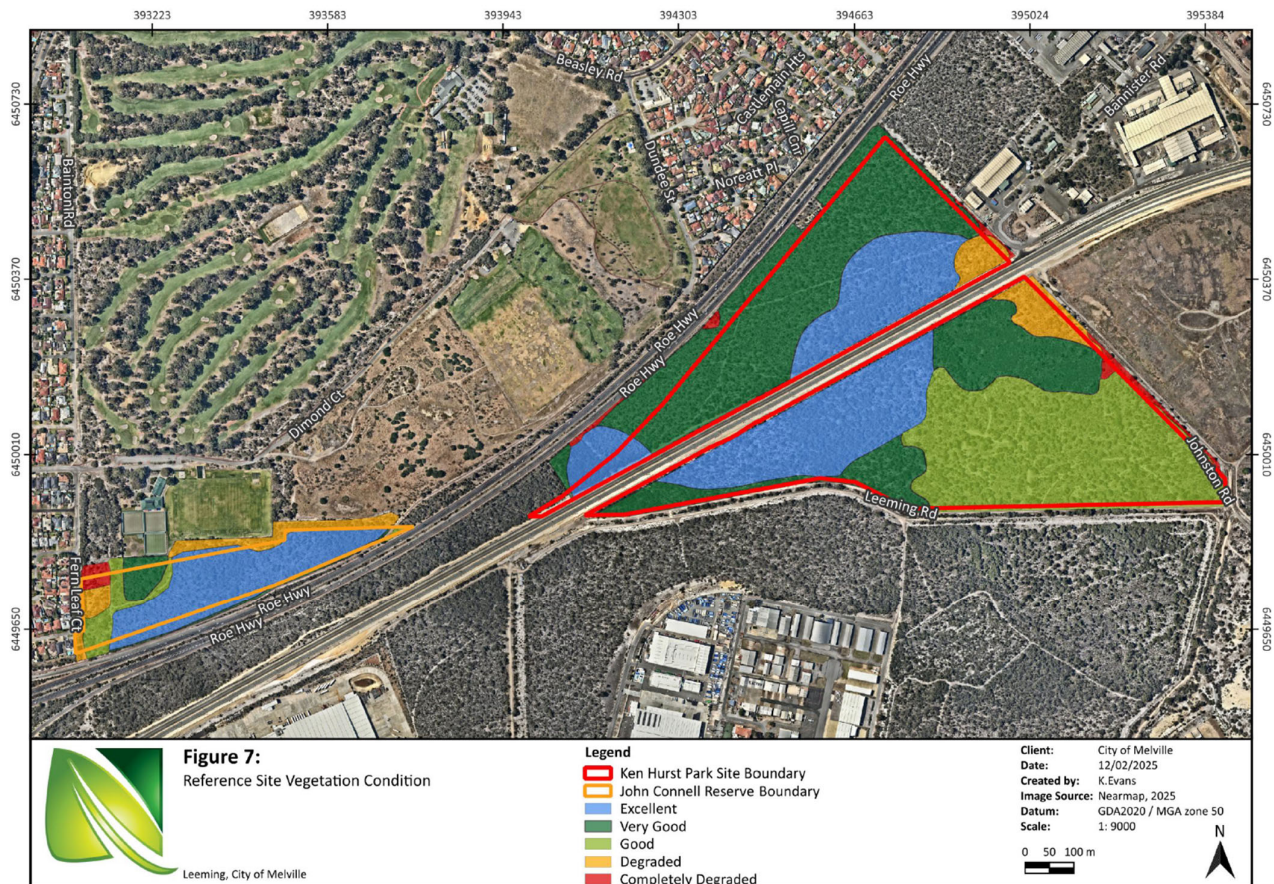 393223 393583 393943 394303 394663 395024 395384
6450730
6450370
6450010
6449650
6450730
6450370
6450010
6449650
Beasley Rd
Castlemain Hts
Capill Grn
Noreatt Pl
Dundee St
Roe Hwy
Bannister Rd
Bainton Rd
Roe Hwy
Roe Hwy
Dimond Ct
Johnston Rd
Leeming Rd
Fern Leaf Ct
Roe Hwy
Roe Hwy
Figure 7:
Reference Site Vegetation Condition
Leeming, City of Melville
Legend
Ken Hurst Park Site Boundary
John Connell Reserve Boundary
Excellent
Very Good
Good
Degraded
Completely Degraded
Client: City of Melville
Date: 12/02/2025
Created by: K.Evans
Image Source: Nearmap, 2025
Datum: GDA2020 / MGA zone 50
Scale: 1: 9000
0 50 100 m
N